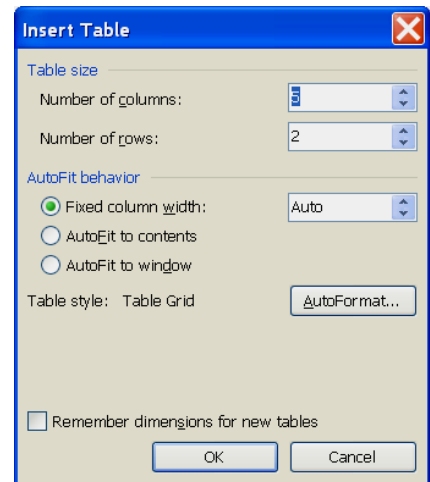 Insert Table
Table size
Number of columns: 5
Number of rows: 2
AutoFit behavior
Fixed column width: Auto
AutoFit to contents
AutoFit to window
Table style: Table Grid AutoFormat...
Remember dimensions for new tables
OK Cancel